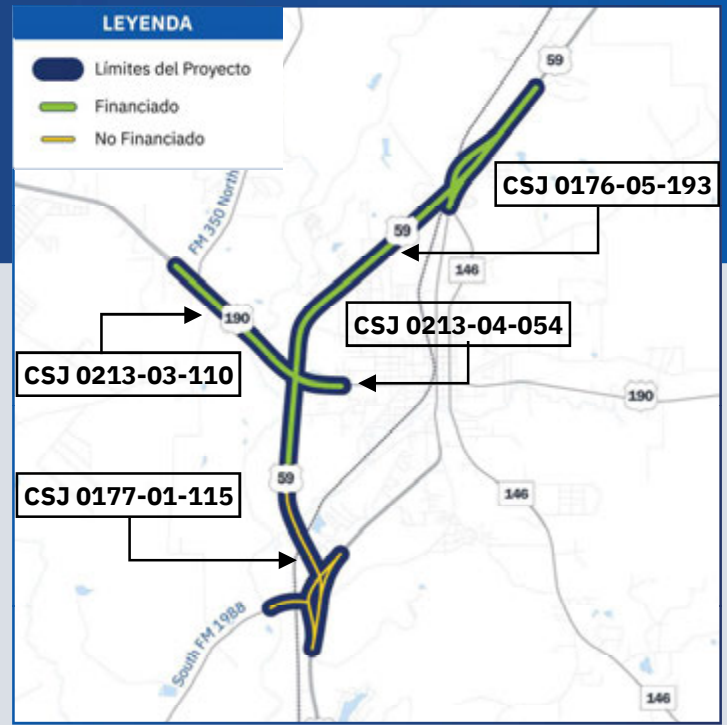 LEYENDA
Límites del Proyecto
Financiado
No Financiado
59
FM 350 North
CSJ 0176-05-193
59
146
190
CSJ 0213-04-054
CSJ 0213-03-110
190
59
CSJ 0177-01-115
146
South FM 1988
146